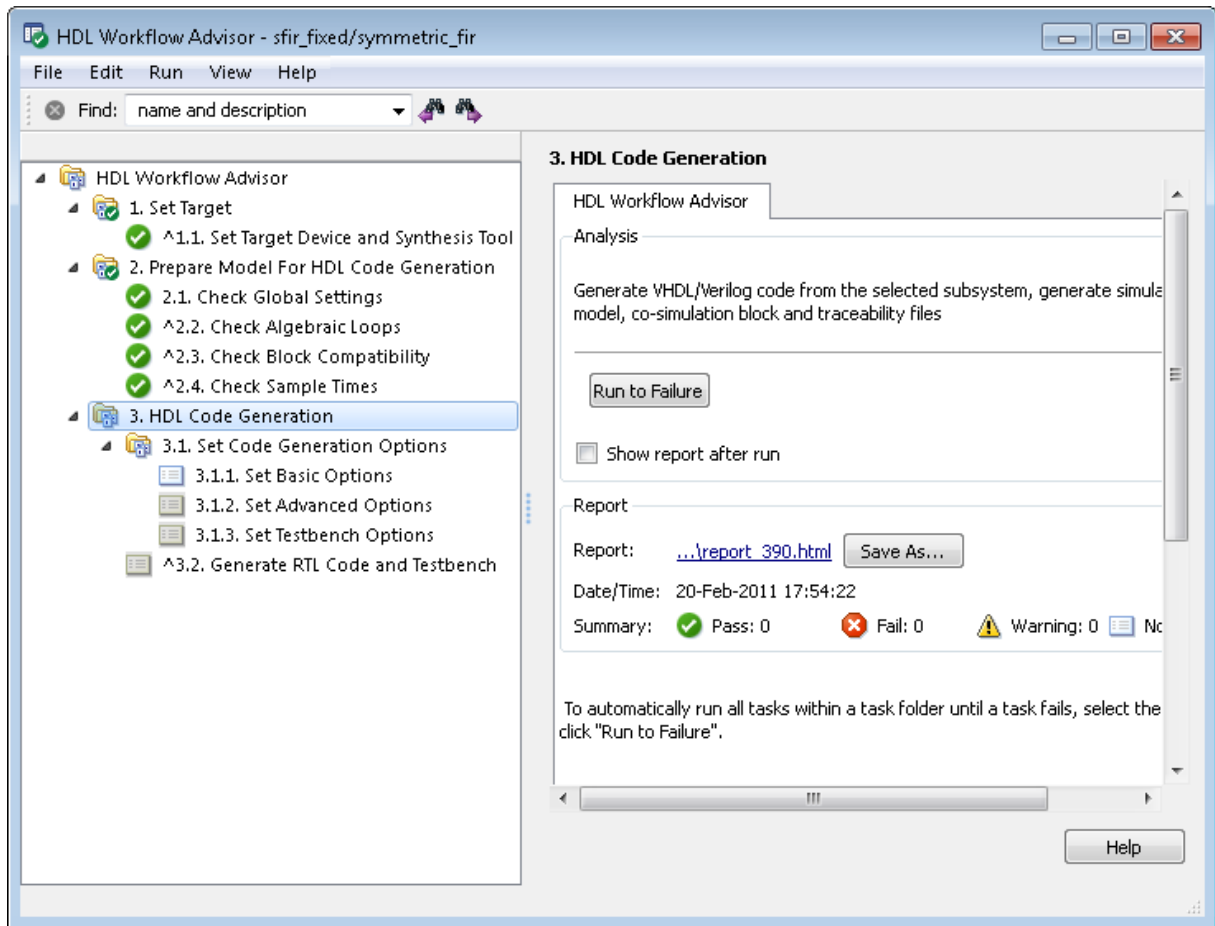 HDL Workflow Advisor - sfir_fixed/symmetric_fir
File Edit Run View Help
Find: name and description
HDL Workflow Advisor
1. Set Target
^1.1. Set Target Device and Synthesis Tool
2. Prepare Model For HDL Code Generation
2.1. Check Global Settings
^2.2. Check Algebraic Loops
^2.3. Check Block Compatibility
^2.4. Check Sample Times
3. HDL Code Generation
3.1. Set Code Generation Options
3.1.1. Set Basic Options
3.1.2. Set Advanced Options
3.1.3. Set Testbench Options
^3.2. Generate RTL Code and Testbench
3. HDL Code Generation
HDL Workflow Advisor
Analysis
Generate VHDL/Verilog code from the selected subsystem, generate simula
model, co-simulation block and traceability files
Run to Failure
Show report after run
Report
Report: ...\report_390.html Save As...
Date/Time: 20-Feb-2011 17:54:22
Summary: Pass: 0 Fail: 0 Warning: 0 No
To automatically run all tasks within a task folder until a task fails, select the
click "Run to Failure".
Help